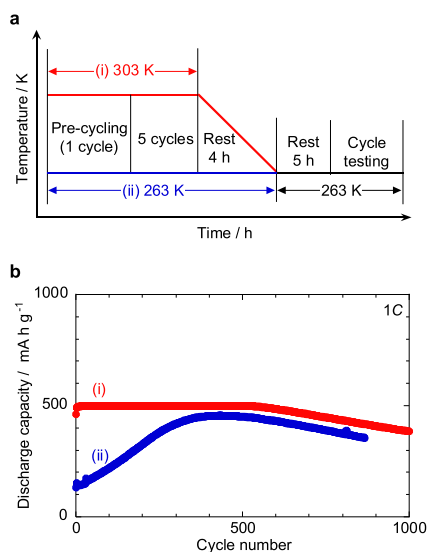 a
Temperature / K
(i) 303 K
Pre-cycling
(1 cycle)
5 cycles
Rest
4 h
Rest
5 h
Cycle
testing
(ii) 263 K
263 K
Time / h
b
Discharge capacity / mA h g⁻¹
1000
500
0
1C
(i)
(ii)
0
500
1000
Cycle number